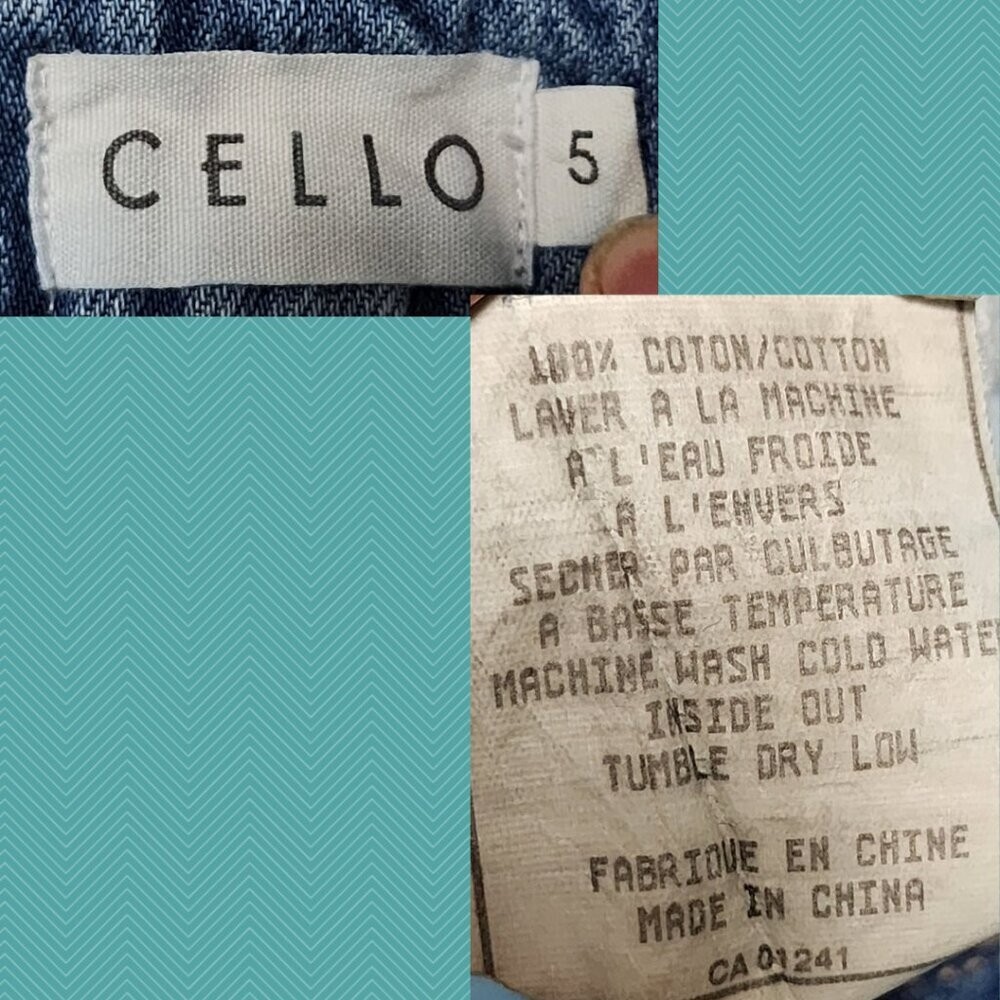 CELLO 5
100% COTON/COTTON
LAVER A LA MACHINE
A L'EAU FROIDE
A L'ENVERS
SECHER PAR CULBUTAGE
A BASSE TEMPERATURE
MACHINE WASH COLD WATE
INSIDE OUT
TUMBLE DRY LOW
FABRIQUE EN CHINE
MADE IN CHINA
CA 01241